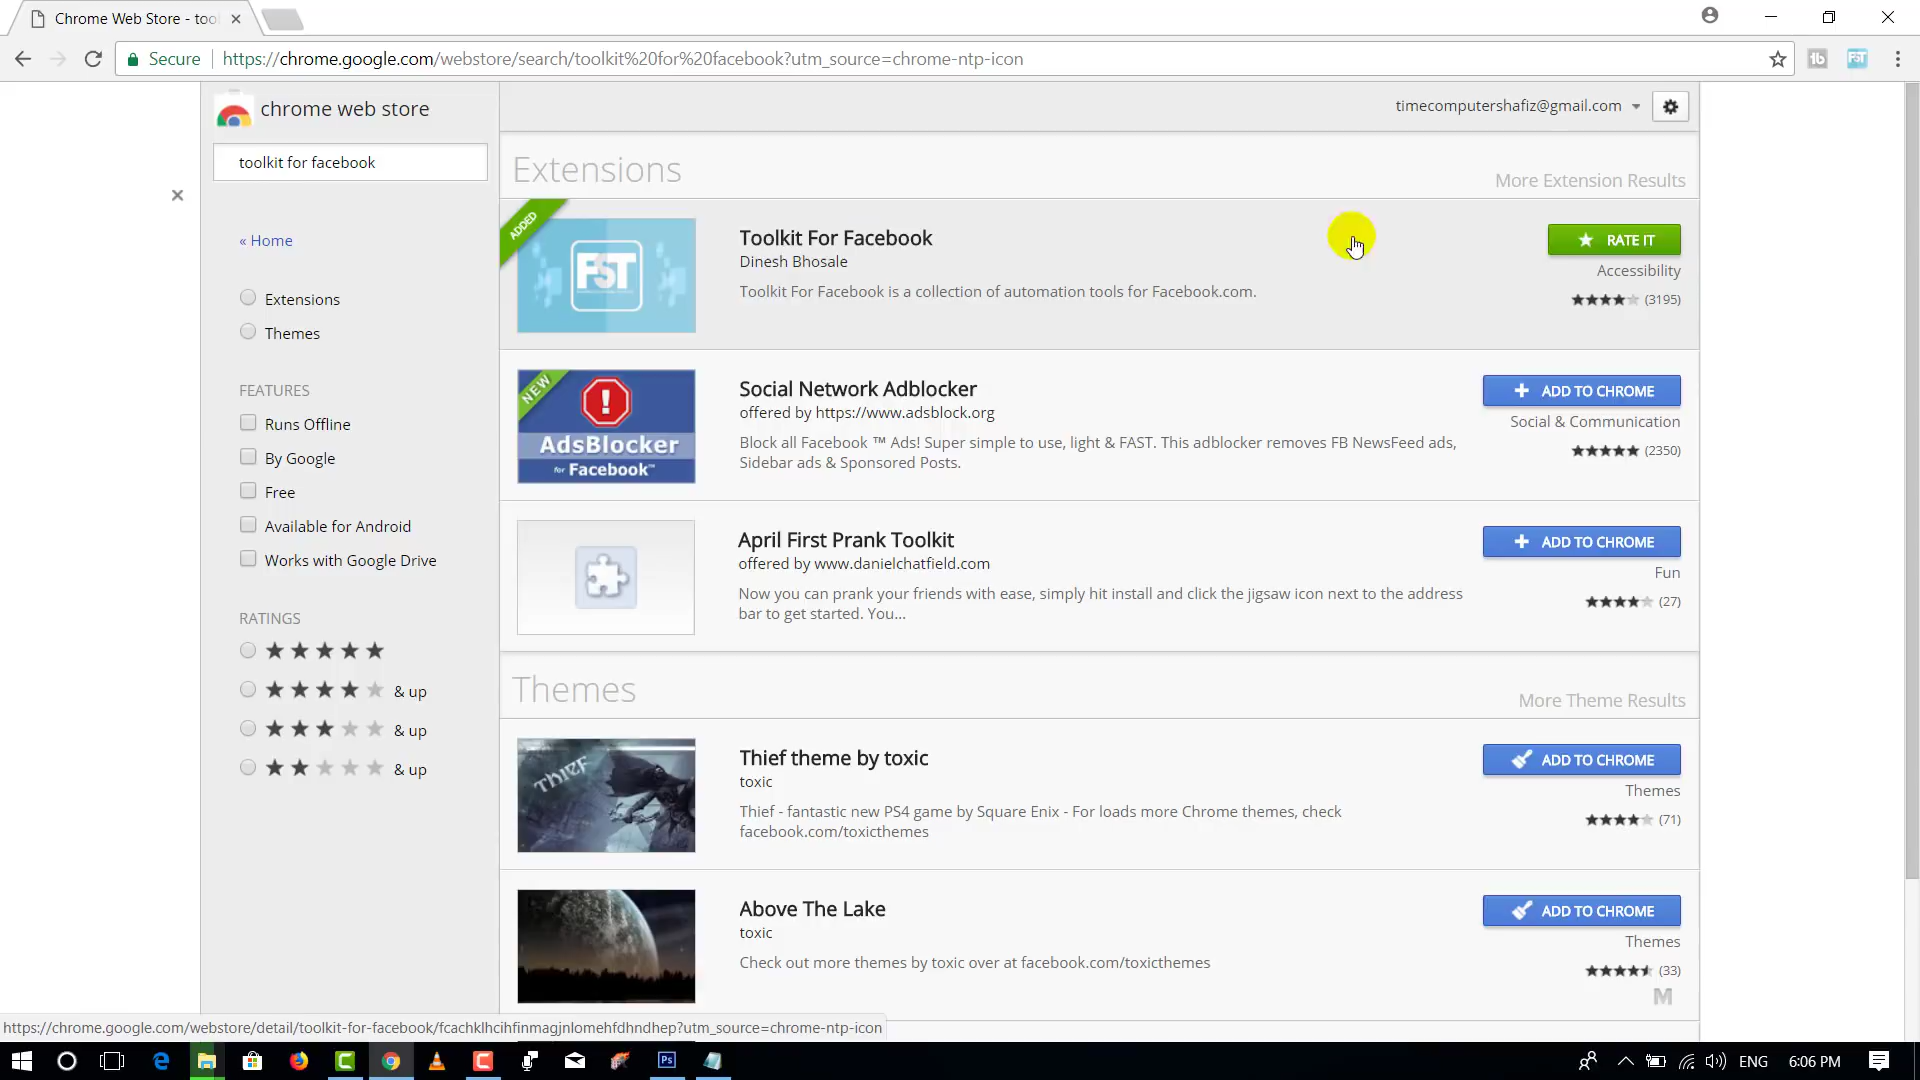 Chrome Web Store - too
Secure
https://chrome.google.com/webstore/search/toolkit%20for%20facebook?utm_source=chrome-ntp-icon
chrome web store
timecomputershafiz@gmail.com
toolkit for facebook
« Home
Extensions
Themes
FEATURES
Runs Offline
By Google
Free
Available for Android
Works with Google Drive
RATINGS
& up
& up
& up
Extensions
More Extension Results
ADDED
FST
Toolkit For Facebook
Dinesh Bhosale
Toolkit For Facebook is a collection of automation tools for Facebook.com.
RATE IT
Accessibility
(3195)
NEW
AdsBlocker
for Facebook™
Social Network Adblocker
offered by https://www.adsblock.org
Block all Facebook ™ Ads! Super simple to use, light & FAST. This adblocker removes FB NewsFeed ads,
Sidebar ads & Sponsored Posts.
ADD TO CHROME
Social & Communication
(2350)
April First Prank Toolkit
offered by www.danielchatfield.com
Now you can prank your friends with ease, simply hit install and click the jigsaw icon next to the address
bar to get started. You...
ADD TO CHROME
Fun
(27)
Themes
More Theme Results
THIEF
Thief theme by toxic
toxic
Thief - fantastic new PS4 game by Square Enix - For loads more Chrome themes, check
facebook.com/toxicthemes
ADD TO CHROME
Themes
(71)
Above The Lake
toxic
Check out more themes by toxic over at facebook.com/toxicthemes
ADD TO CHROME
Themes
(33)
M
https://chrome.google.com/webstore/detail/toolkit-for-facebook/fcachklhcihfinmagjnlomehfdhndhep?utm_source=chrome-ntp-icon
Ps
ENG
6:06 PM